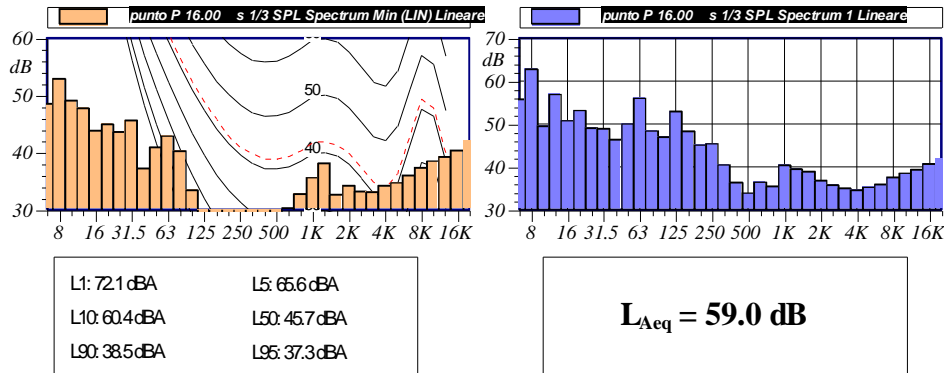 punto P 16.00 s 1/3 SPL Spectrum Min (LIN) Lineare
60
dB
50
40
30
50
40
8 16 31.5 63 125 250 500 1K 2K 4K 8K 16K
punto P 16.00 s 1/3 SPL Spectrum 1 Lineare
70
dB
60
50
40
30
8 16 31.5 63 125 250 500 1K 2K 4K 8K 16K
L1: 72.1 dBA L5: 65.6 dBA
L10: 60.4 dBA L50: 45.7 dBA
L90: 38.5 dBA L95: 37.3 dBA
LAeq = 59.0 dB